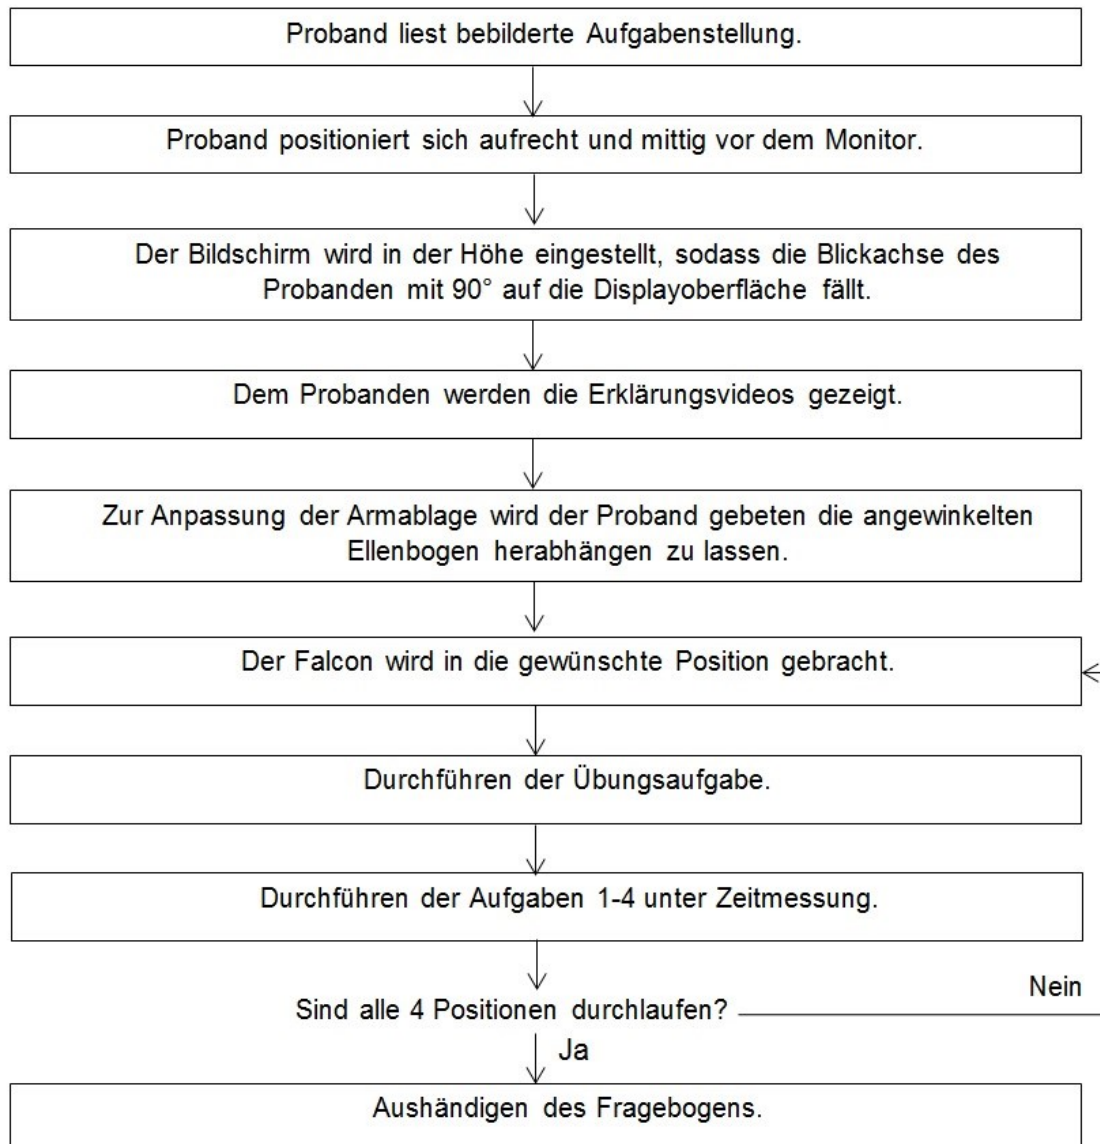 Proband liest bebilderte Aufgabenstellung.
Proband positioniert sich aufrecht und mittig vor dem Monitor.
Der Bildschirm wird in der Höhe eingestellt, sodass die Blickachse des
Probanden mit 90° auf die Displayoberfläche fällt.
Dem Probanden werden die Erklärungsvideos gezeigt.
Zur Anpassung der Armablage wird der Proband gebeten die angewinkelten
Ellenbogen herabhängen zu lassen.
Der Falcon wird in die gewünschte Position gebracht.
Durchführen der Übungsaufgabe.
Durchführen der Aufgaben 1-4 unter Zeitmessung.
Nein
Sind alle 4 Positionen durchlaufen?
Ja
Aushändigen des Fragebogens.